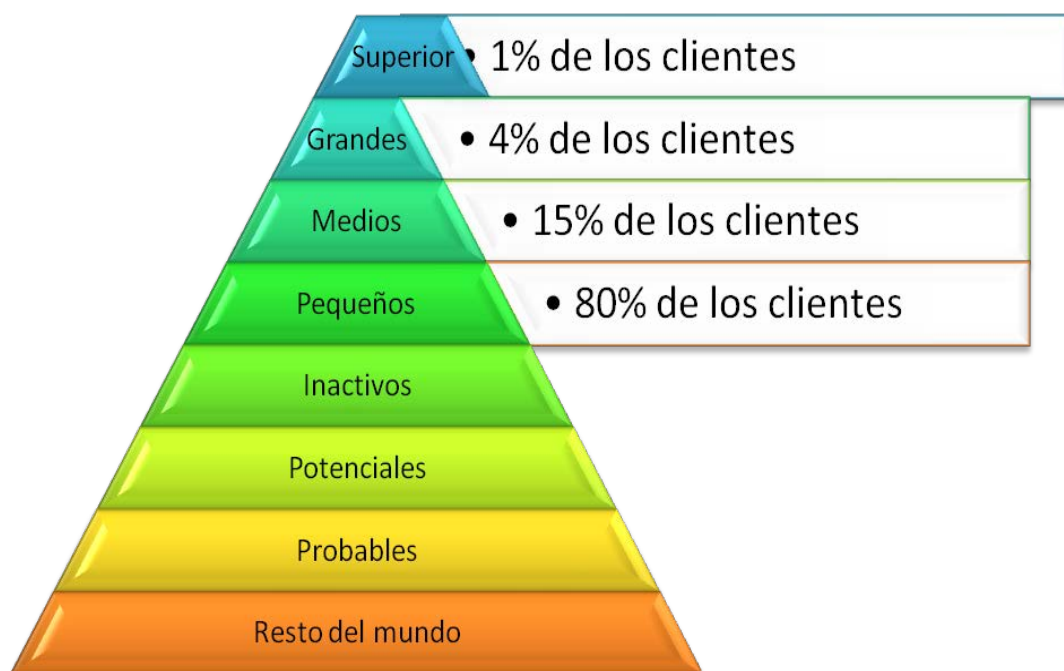 Superior • 1% de los clientes
Grandes • 4% de los clientes
Medios • 15% de los clientes
Pequeños • 80% de los clientes
Inactivos
Potenciales
Probables
Resto del mundo